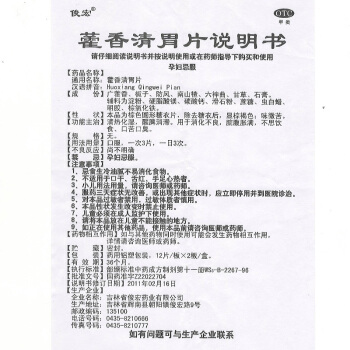 俊宏
OTC
甲类
藿香清胃片说明书
请仔细阅读说明书并按说明使用或在药师指导下购买和使用
孕妇忌服
[药品名称]
通用名称:藿香清胃片
汉语拼音:Huoxiang Qingwei Pian
[成 份] 广藿香、栀子、防风、南山楂、六神曲、甘草、石膏。
辅料为淀粉、硬脂酸镁、碳酸钙、滑石粉、蔗糖、虫白蜡、
明胶、棕氧化铁。
[性 状] 本品为棕色圆形糖衣片,除去糖衣后,显棕褐色,味微苦。
[功能主治] 清热化湿,醒脾消滞。用于消化不良,脘腹胀满,不思饮
食,口苦口臭。
[规 格] 无。
[用法用量] 口服。一次3片,一日3次。
[不良反应] 尚不明确
[禁 忌] 孕妇忌服。
[注意事项]
1、忌食生冷油腻不易消化食物。
2、不适用于口干、舌红、手足心热者。
3、小儿用法用量,请咨询医师或药师。
4、服药三天症状无改善,或出现其他症状时,应立即停用并到医院诊治。
5、对本品过敏者禁用,过敏体质者慎用。
6、本品性状发生改变时禁止使用。
7、儿童必须在成人监护下使用。
8、请将本品放在儿童不能接触的地方。
9、如正在使用其他药品,使用本品前请咨询医师或药师。
[药物相互作用] 如与其他药物同时使用可能会发生药物相互作用,
详情请咨询医师或药师。
[贮 藏] 密封。
[包 装] 药用铝塑包装,12片/板×2板/盒。
[有 效 期] 36个月。
[执行标准] 部颁标准中药成方制剂第十一册WS₃-B-2267-96
[批准文号] 国药准字Z22022704
[说明书修订日期] 2011年02月16日
[生产企业]
企业名称:吉林省俊宏药业有限公司
生产地址:吉林省辉南县朝阳镇俊宏路9号
邮政编码:135100
电话号码:0435-8210666
传真号码:0435-8210777
如有问题可与生产企业联系